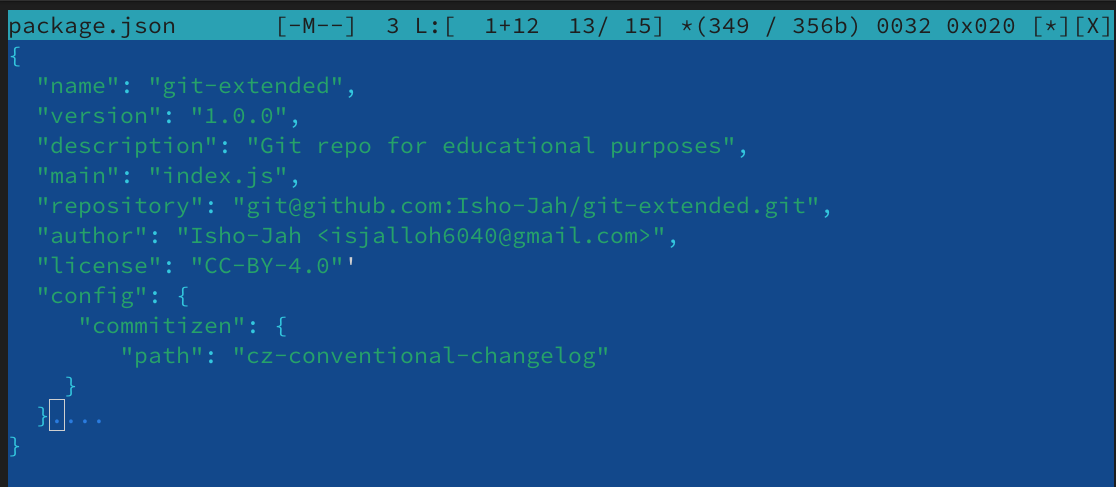 package.json       [-M--]  3 L:[  1+12  13/ 15] *(349 / 356b) 0032 0x020 [*][X]
{
  "name": "git-extended",
  "version": "1.0.0",
  "description": "Git repo for educational purposes",
  "main": "index.js",
  "repository": "git@github.com:Isho-Jah/git-extended.git",
  "author": "Isho-Jah <isjalloh6040@gmail.com>",
  "license": "CC-BY-4.0"'
  "config": {
     "commitizen": {
        "path": "cz-conventional-changelog"
    }
  }....
}